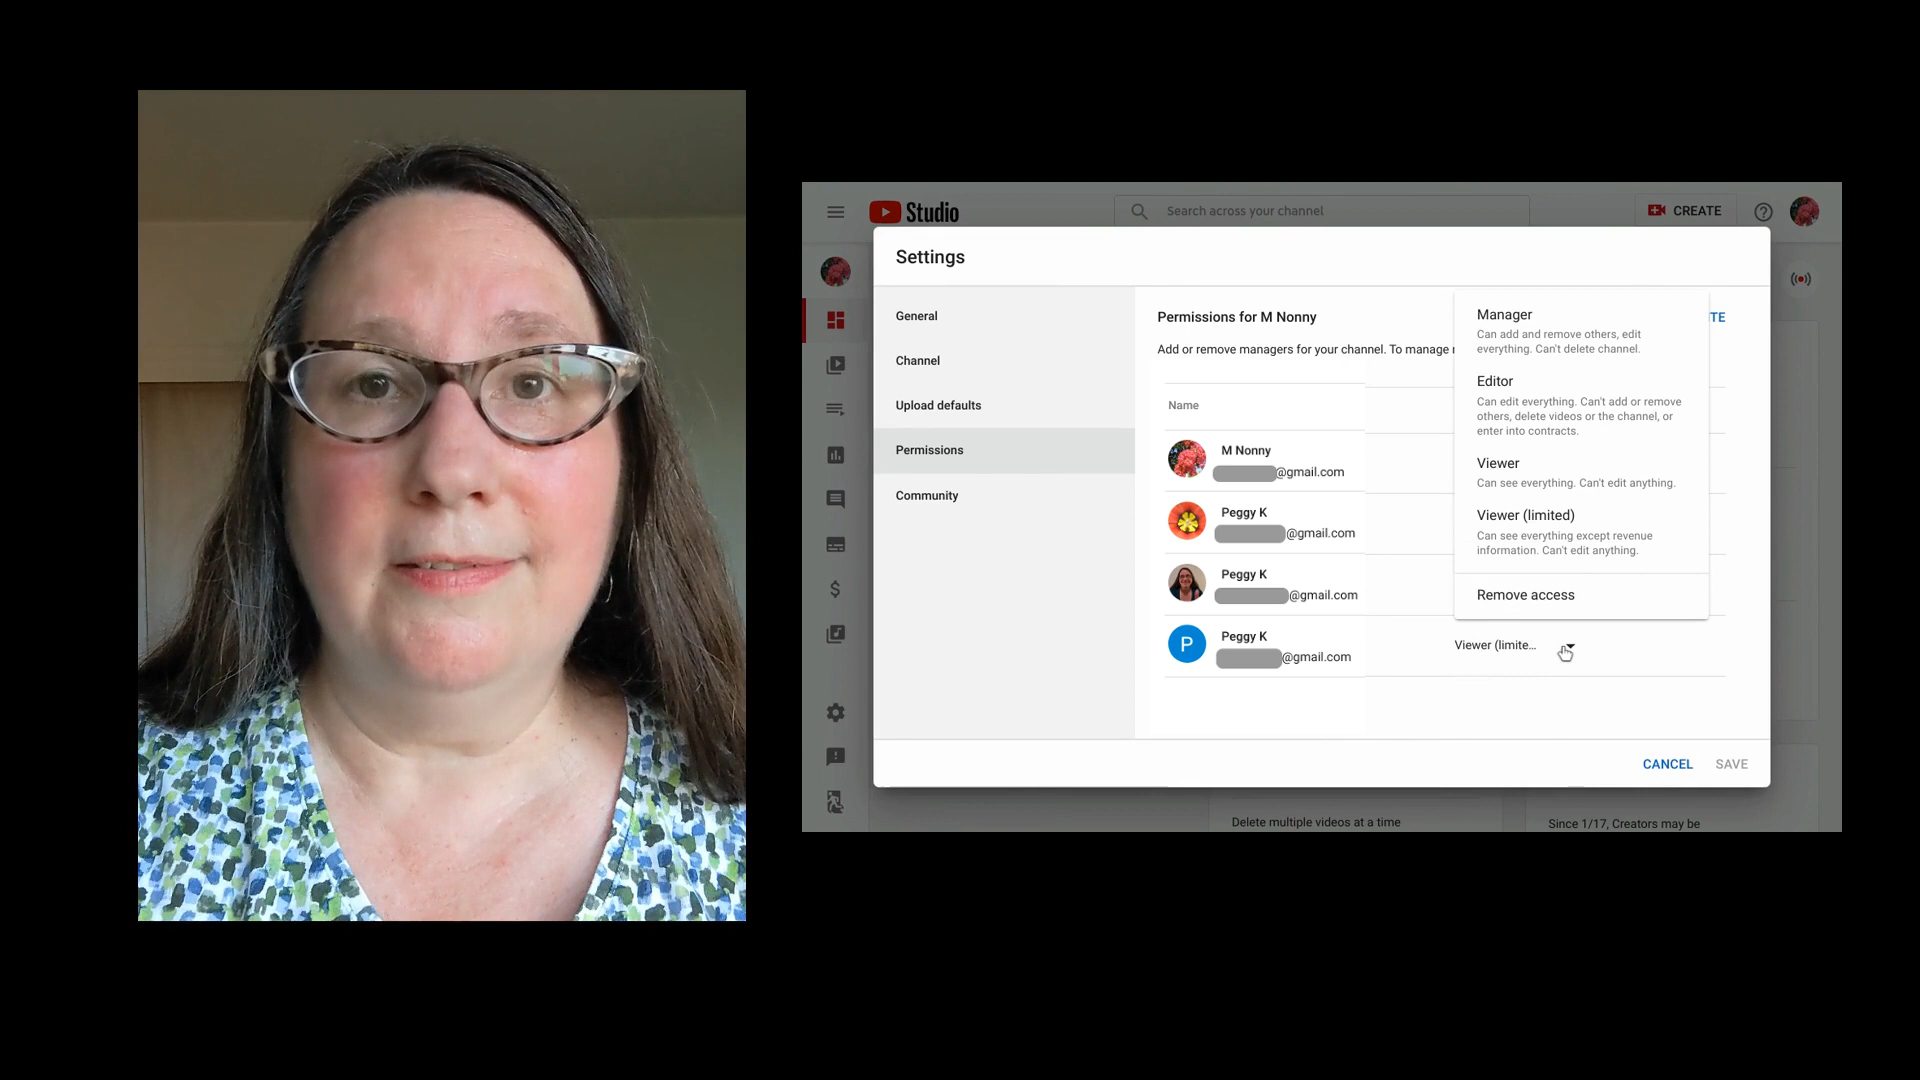 Studio
Search across your channel
CREATE
Settings
General
Channel
Upload defaults
Permissions
Community
Permissions for M Nonny
TE
Add or remove managers for your channel. To manage
Name
M Nonny
@gmail.com
Peggy K
@gmail.com
Peggy K
@gmail.com
P
Peggy K
@gmail.com
Manager
Can add and remove others, edit
everything. Can't delete channel.
Editor
Can edit everything. Can't add or remove
others, delete videos or the channel, or
enter into contracts.
Viewer
Can see everything. Can't edit anything.
Viewer (limited)
Can see everything except revenue
information. Can't edit anything.
Remove access
Viewer (limite...
CANCEL
SAVE
Delete multiple videos at a time
Since 1/17, Creators may be